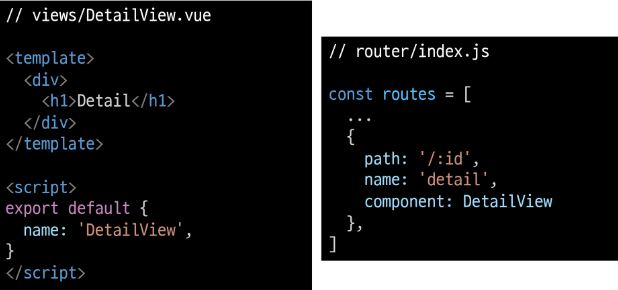 // views/DetailView.vue
<template>
  <div>
    <h1>Detail</h1>
  </div>
</template>
<script>
export default {
  name: 'DetailView',
}
</script>
// router/index.js
const routes = [
  ...
  {
    path: '/:id',
    name: 'detail',
    component: DetailView
  },
]